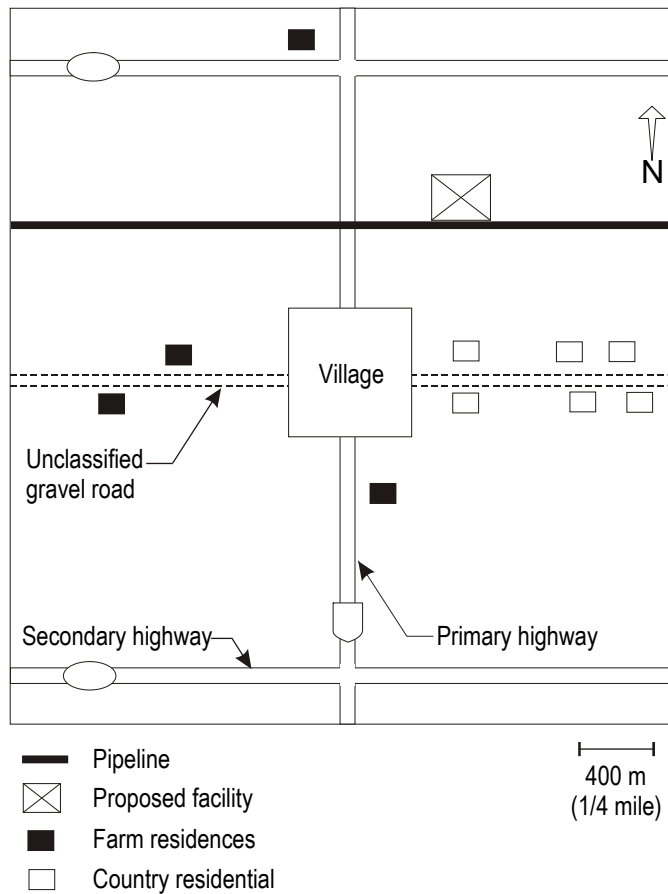 N
Village
Unclassified
gravel road
Secondary highway
Primary highway
Pipeline
Proposed facility
Farm residences
Country residential
400 m
(1/4 mile)